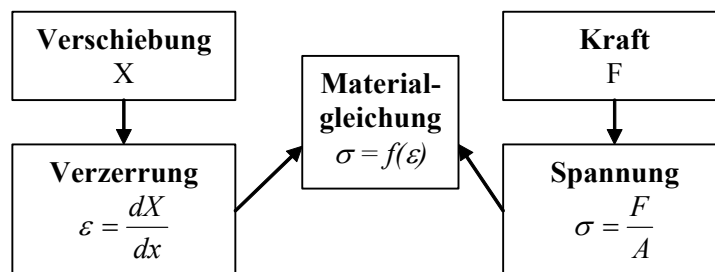 Verschiebung
X
Kraft
F
Material-
gleichung
σ = f(ε)
Verzerrung
ε = dX/dx
Spannung
σ = F/A